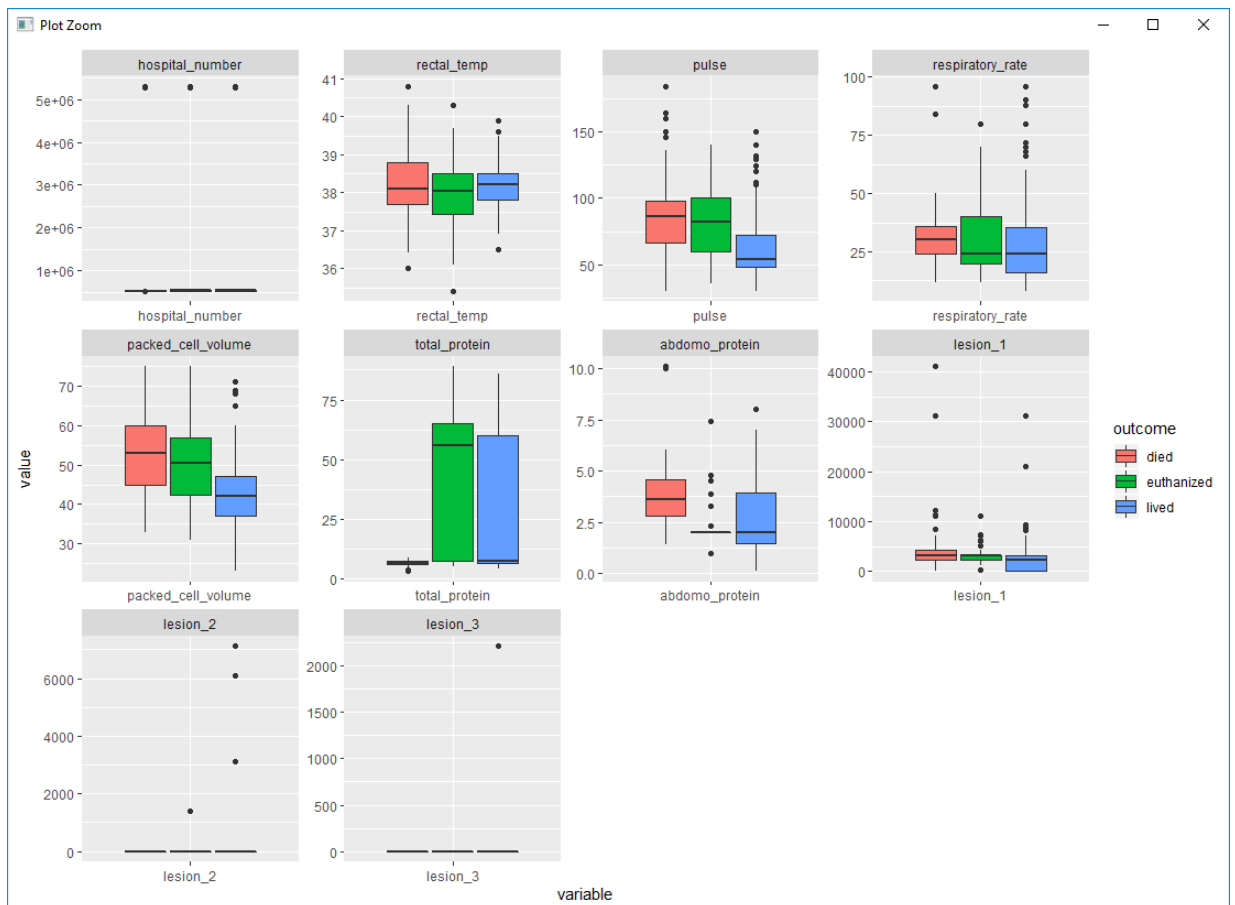 Plot Zoom
hospital_number
rectal_temp
pulse
respiratory_rate
5e+06
4e+06
3e+06
2e+06
1e+06
41
40
39
38
37
36
150
100
50
100
75
50
25
hospital_number
rectal_temp
pulse
respiratory_rate
packed_cell_volume
total_protein
abdomo_protein
lesion_1
70
60
50
40
30
75
50
25
0
10.0
7.5
5.0
2.5
0.0
40000
30000
20000
10000
0
packed_cell_volume
total_protein
abdomo_protein
lesion_1
value
outcome
died
euthanized
lived
lesion_2
lesion_3
6000
4000
2000
0
2000
1500
1000
500
0
lesion_2
lesion_3
variable